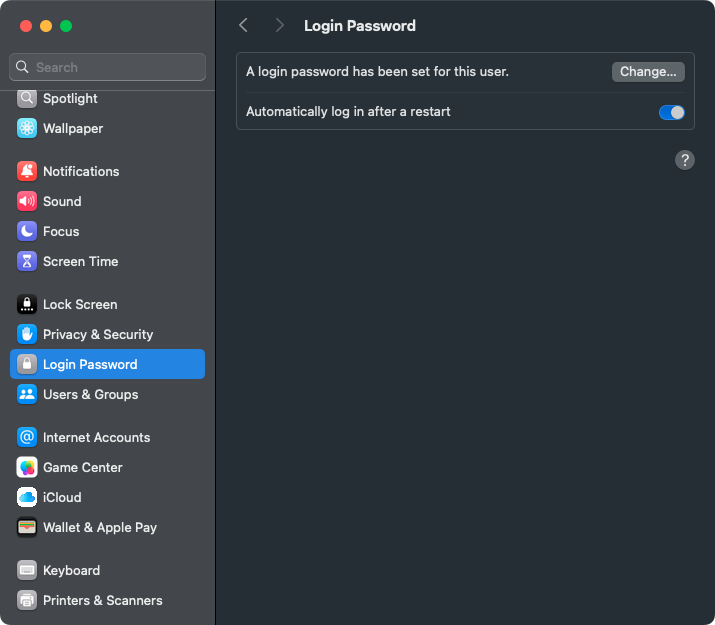 Login Password
Search
A login password has been set for this user.
Change...
Automatically log in after a restart
?
Spotlight
Wallpaper
Notifications
Sound
Focus
Screen Time
Lock Screen
Privacy & Security
Login Password
Users & Groups
Internet Accounts
Game Center
iCloud
Wallet & Apple Pay
Keyboard
Printers & Scanners